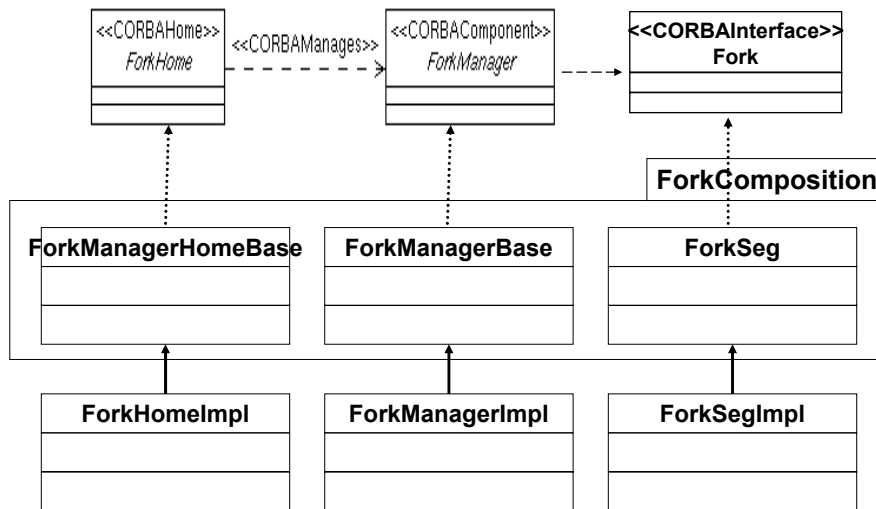 <<CORBAHome>>
ForkHome
<<CORBAManages>>
<<CORBAComponent>>
ForkManager
<<CORBAInterface>>
Fork
ForkComposition
ForkManagerHomeBase
ForkManagerBase
ForkSeg
ForkHomeImpl
ForkManagerImpl
ForkSegImpl